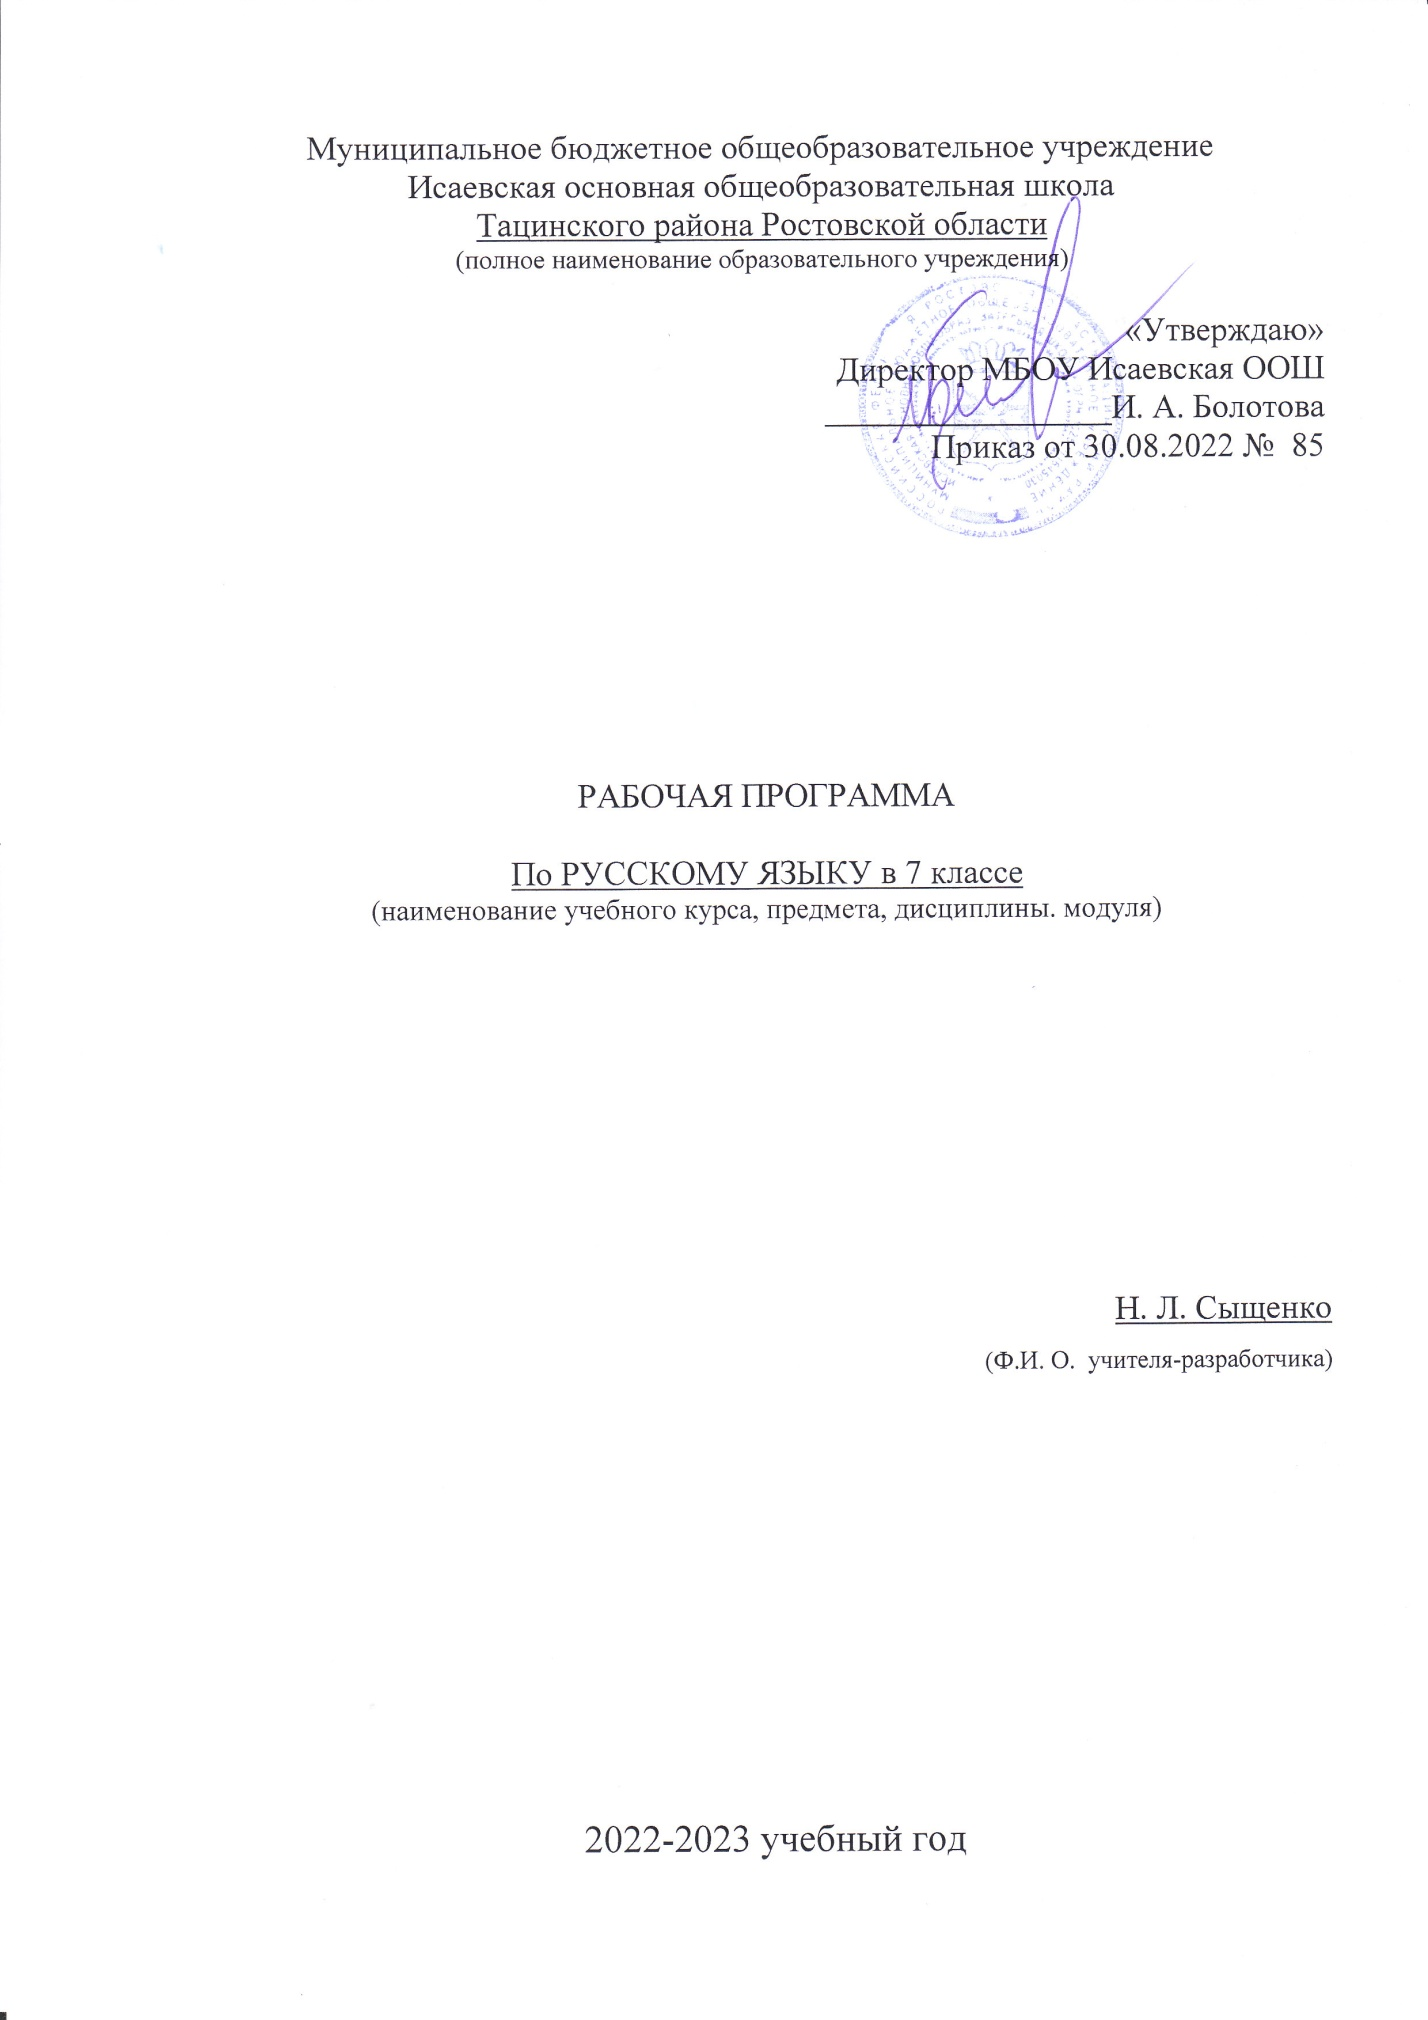 Муниципальное бюджетное общеобразовательное учреждение
Исаевская основная общеобразовательная школа
Тацинского района Ростовской области
(полное наименование образовательного учреждения)
«Утверждаю»
Директор МБОУ Исаевская ООШ
И. А. Болотова
Приказ от 30.08.2022 № 85
РАБОЧАЯ ПРОГРАММА
По РУССКОМУ ЯЗЫКУ в 7 классе
(наименование учебного курса, предмета, дисциплины. модуля)
Н. Л. Сыщенко
(Ф.И. О. учителя-разработчика)
2022-2023 учебный год